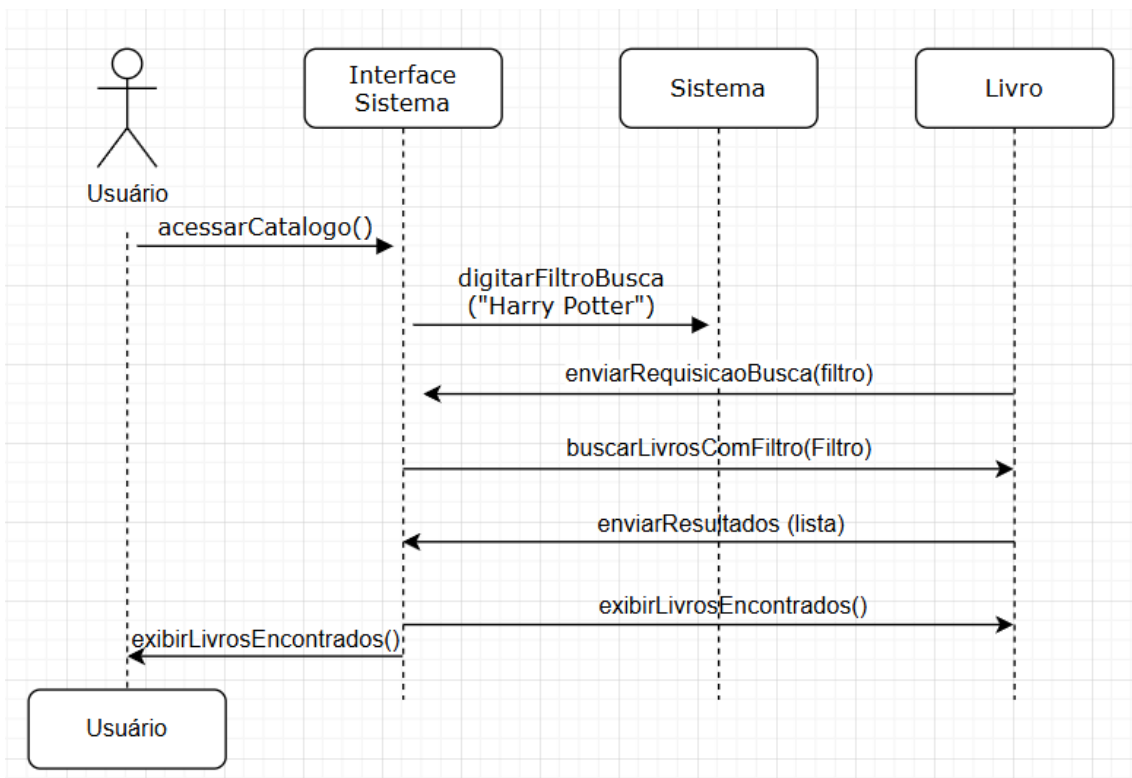 Interface
Sistema
Sistema
Livro
Usuário
acessarCatalogo()
digitarFiltroBusca
("Harry Potter")
enviarRequisicaoBusca(filtro)
buscarLivrosComFiltro(Filtro)
enviarResultados (lista)
exibirLivrosEncontrados()
exibirLivrosEncontrados()
Usuário